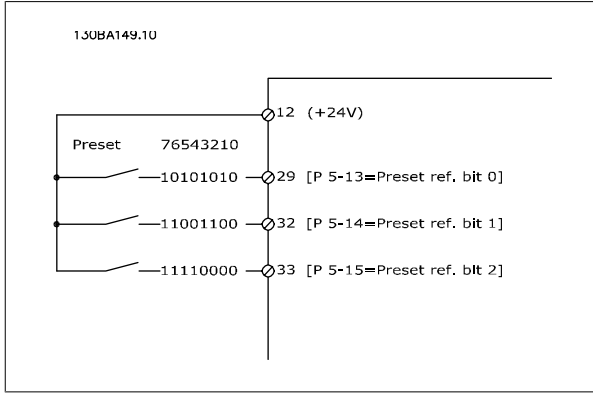 130BA149.10
12 (+24V)
Preset 76543210
10101010 29 [P 5-13=Preset ref. bit 0]
11001100 32 [P 5-14=Preset ref. bit 1]
11110000 33 [P 5-15=Preset ref. bit 2]